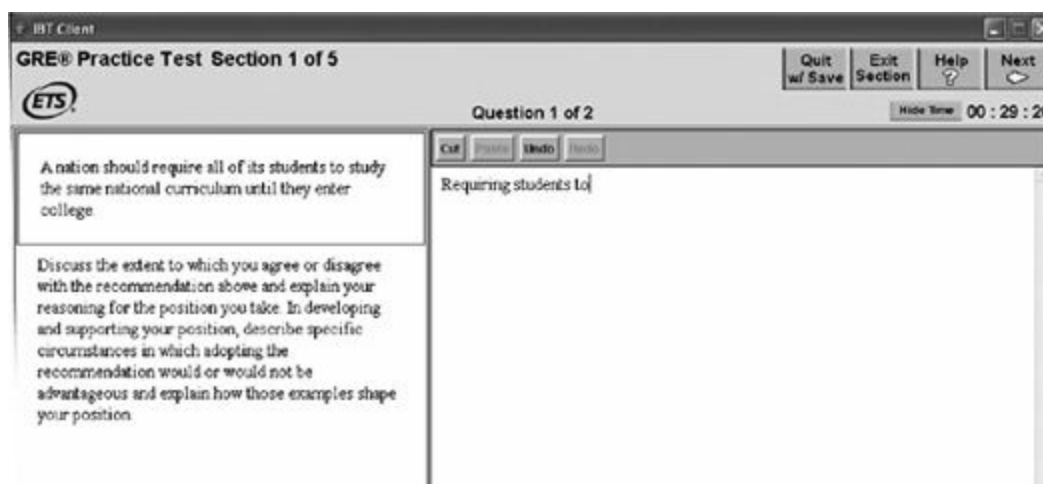 IBT Client
GRE® Practice Test Section 1 of 5
Quit w/ Save
Exit Section
Help ?
Next
ETS
Question 1 of 2
Hide Time 00 : 29 : 20
Cut Paste Undo Redo
A nation should require all of its students to study
the same national curriculum until they enter
college.
Requiring students to
Discuss the extent to which you agree or disagree
with the recommendation above and explain your
reasoning for the position you take. In developing
and supporting your position, describe specific
circumstances in which adopting the
recommendation would or would not be
advantageous and explain how those examples shape
your position.